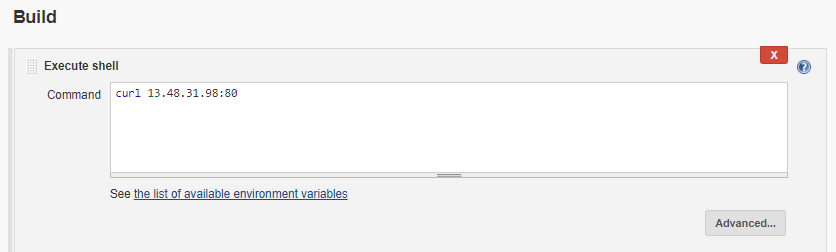 Build
Execute shell
X
Command
curl 13.48.31.98:80
See the list of available environment variables
Advanced...